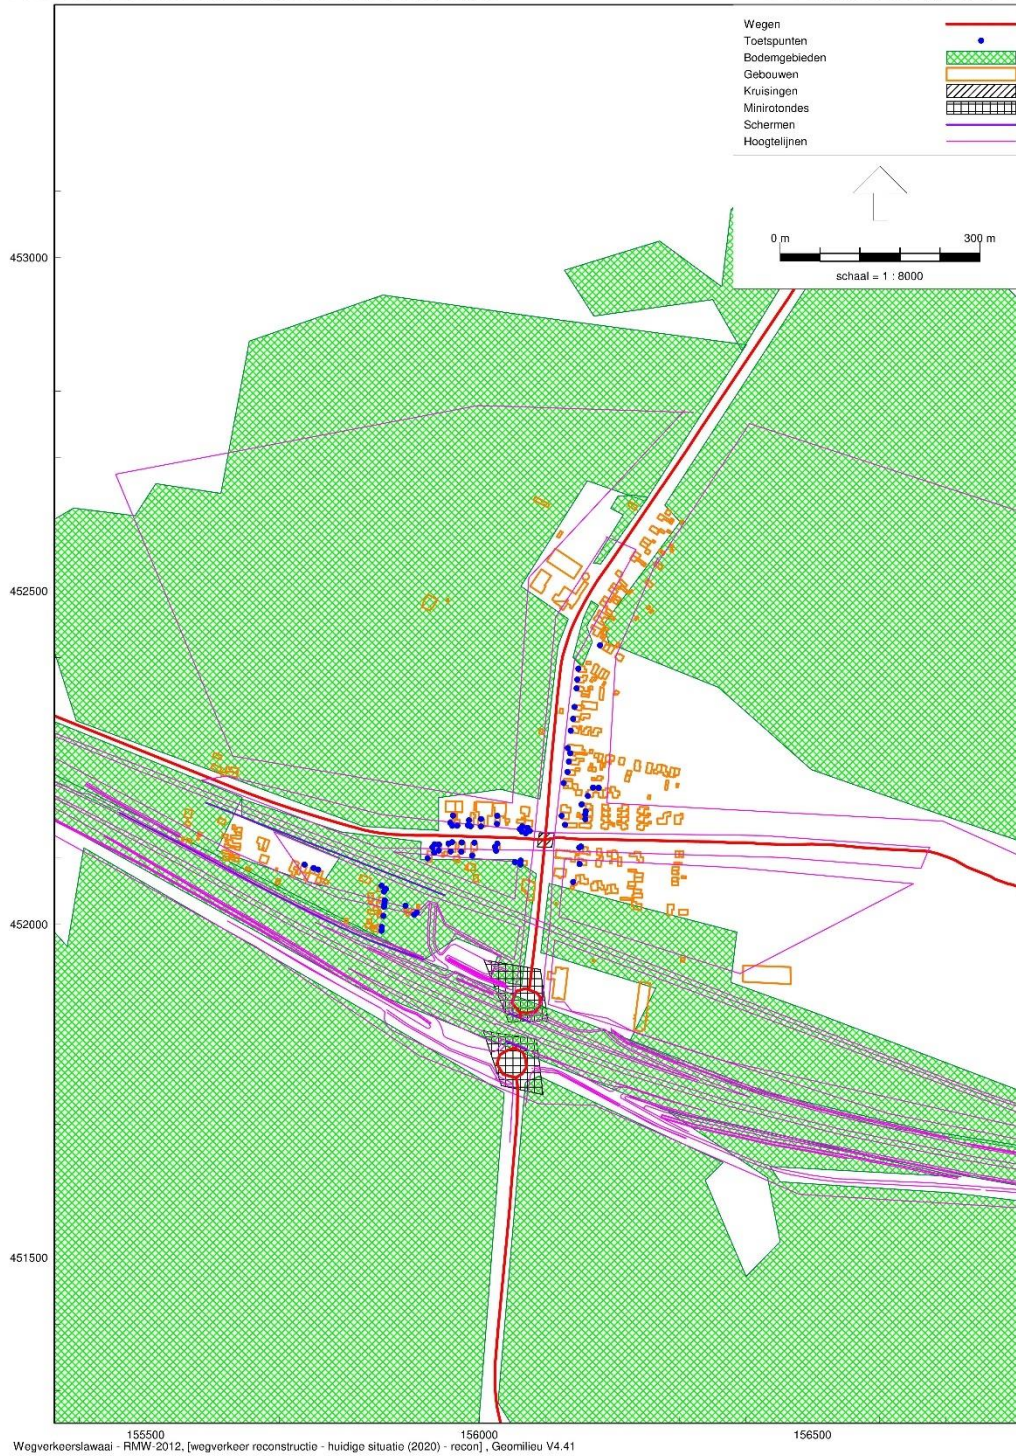 Wegen
Toetspunten
Bodemgebieden
Gebouwen
Kruisingen
Minirotondes
Schermen
Hoogtelijnen
0 m 300 m
schaal = 1 : 8000
453000
452500
452000
451500
155500 156000 156500
Wegverkeerslawaai - RMW-2012, [wegverkeer reconstructie - huidige situatie (2020) - recon] , Geomilieu V4.41